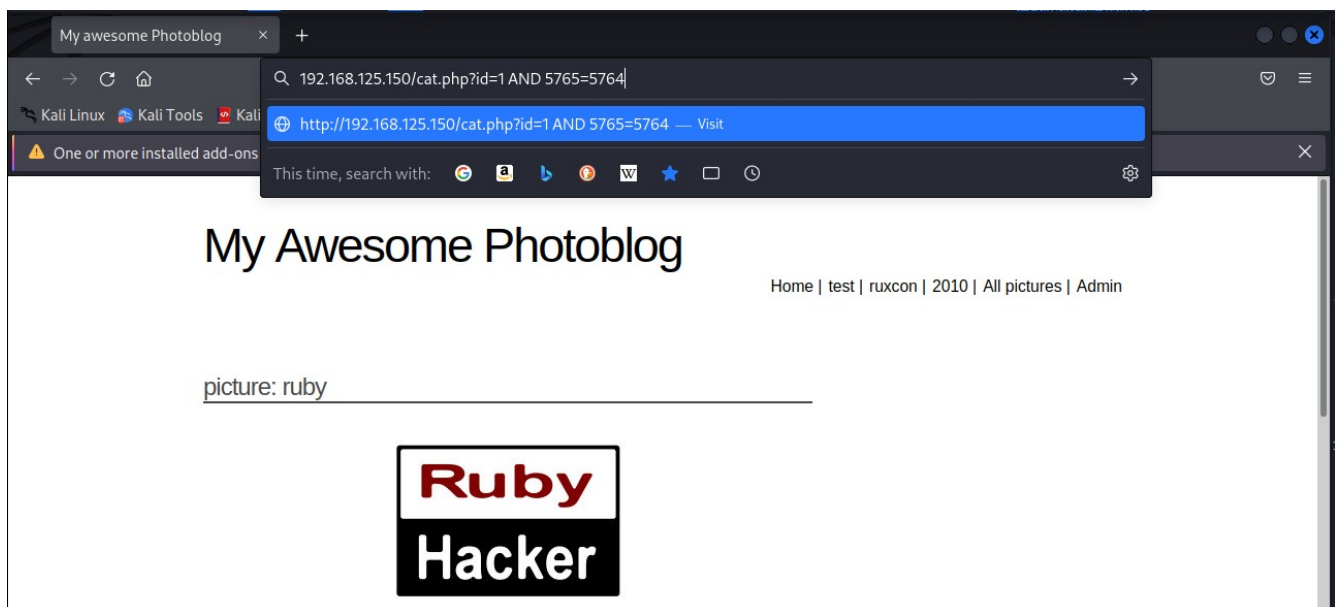 My awesome Photoblog
192.168.125.150/cat.php?id=1 AND 5765=5764
Kali Linux Kali Tools Kali
http://192.168.125.150/cat.php?id=1 AND 5765=5764 — Visit
One or more installed add-ons
This time, search with:
My Awesome Photoblog
Home | test | ruxcon | 2010 | All pictures | Admin
picture: ruby
Ruby
Hacker